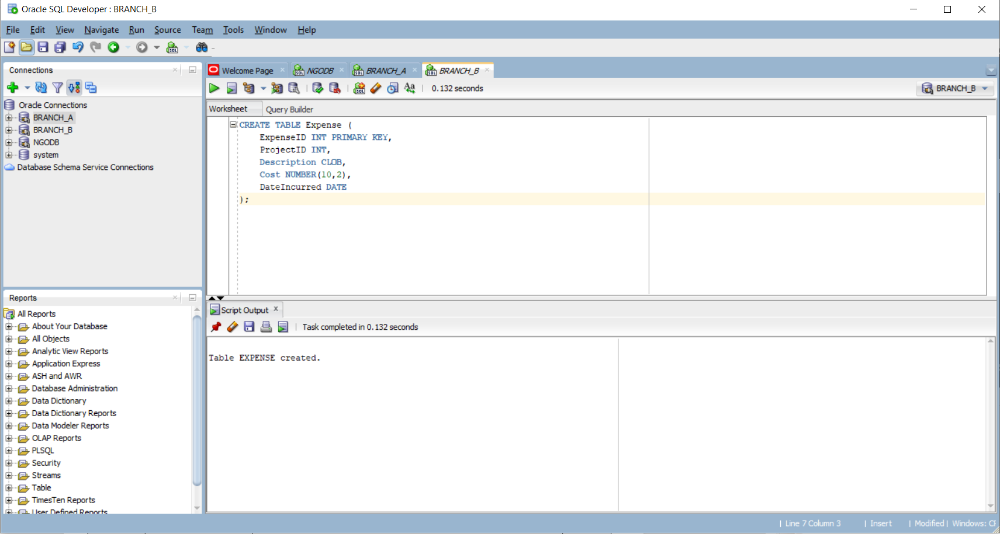 Oracle SQL Developer : BRANCH_B
File Edit View Navigate Run Source Team Tools Window Help
Connections
Oracle Connections
BRANCH_A
BRANCH_B
NGODB
system
Database Schema Service Connections
Reports
All Reports
About Your Database
All Objects
Analytic View Reports
Application Express
ASH and AWR
Database Administration
Data Dictionary
Data Dictionary Reports
Data Modeler Reports
OLAP Reports
PLSQL
Security
Streams
Table
TimesTen Reports
User Defined Reports
Welcome Page NGODB BRANCH_A BRANCH_B
0.132 seconds BRANCH_B
Worksheet Query Builder
CREATE TABLE Expense (
ExpenseID INT PRIMARY KEY,
ProjectID INT,
Description CLOB,
Cost NUMBER(10,2),
DateIncurred DATE
);
Script Output
Task completed in 0.132 seconds
Table EXPENSE created.
Line 7 Column 3 | Insert | Modified | Windows: CF